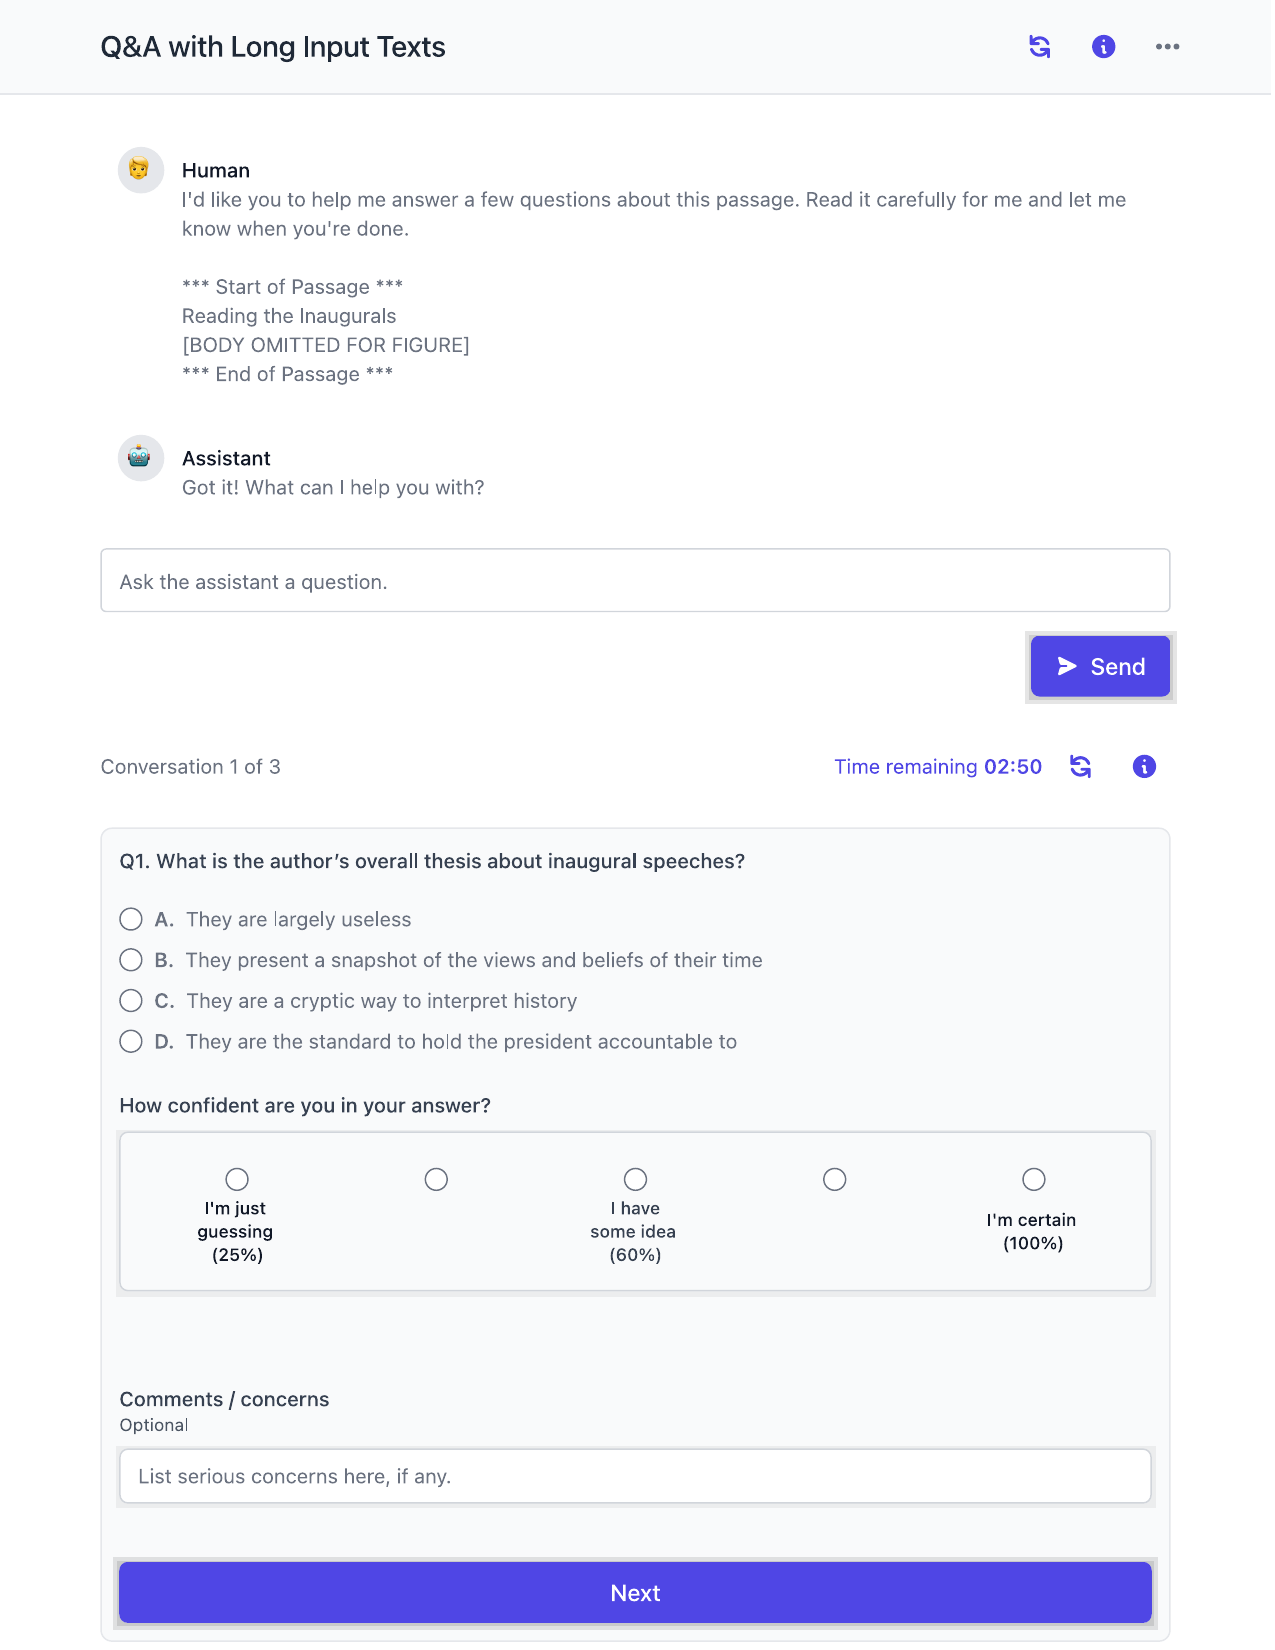 Q&A with Long Input Texts
Human
I'd like you to help me answer a few questions about this passage. Read it carefully for me and let me
know when you're done.
*** Start of Passage ***
Reading the Inaugurals
[BODY OMITTED FOR FIGURE]
*** End of Passage ***
Assistant
Got it! What can I help you with?
Ask the assistant a question.
Send
Conversation 1 of 3
Time remaining 02:50
Q1. What is the author’s overall thesis about inaugural speeches?
A. They are largely useless
B. They present a snapshot of the views and beliefs of their time
C. They are a cryptic way to interpret history
D. They are the standard to hold the president accountable to
How confident are you in your answer?
I'm just
guessing
(25%)
I have
some idea
(60%)
I'm certain
(100%)
Comments / concerns
Optional
List serious concerns here, if any.
Next